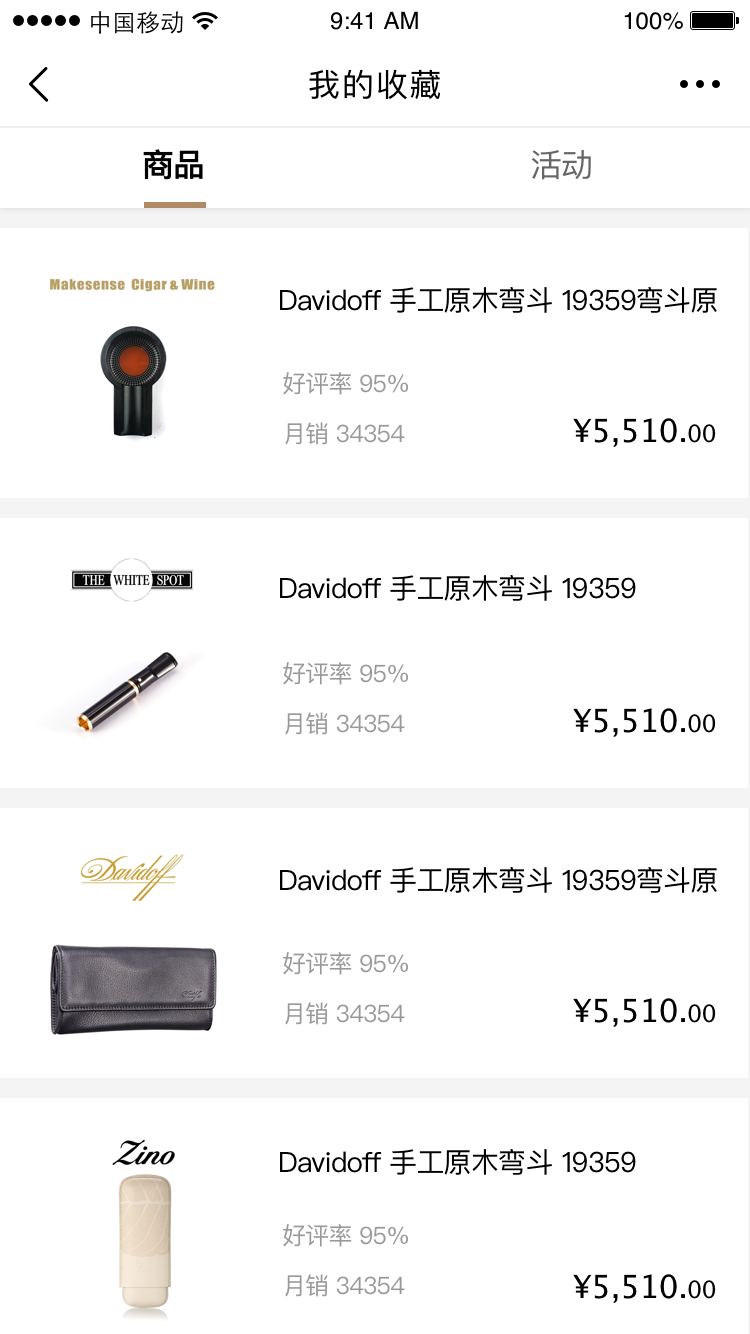 中国移动 9:41 AM 100%
我的收藏
商品 活动
Makesense Cigar & Wine
Davidoff 手工原木弯斗 19359弯斗原
好评率 95%
月销 34354 ¥5,510.00
THE WHITE SPOT
Davidoff 手工原木弯斗 19359
好评率 95%
月销 34354 ¥5,510.00
Davidoff
Davidoff 手工原木弯斗 19359弯斗原
好评率 95%
月销 34354 ¥5,510.00
Zino
Davidoff 手工原木弯斗 19359
好评率 95%
月销 34354 ¥5,510.00